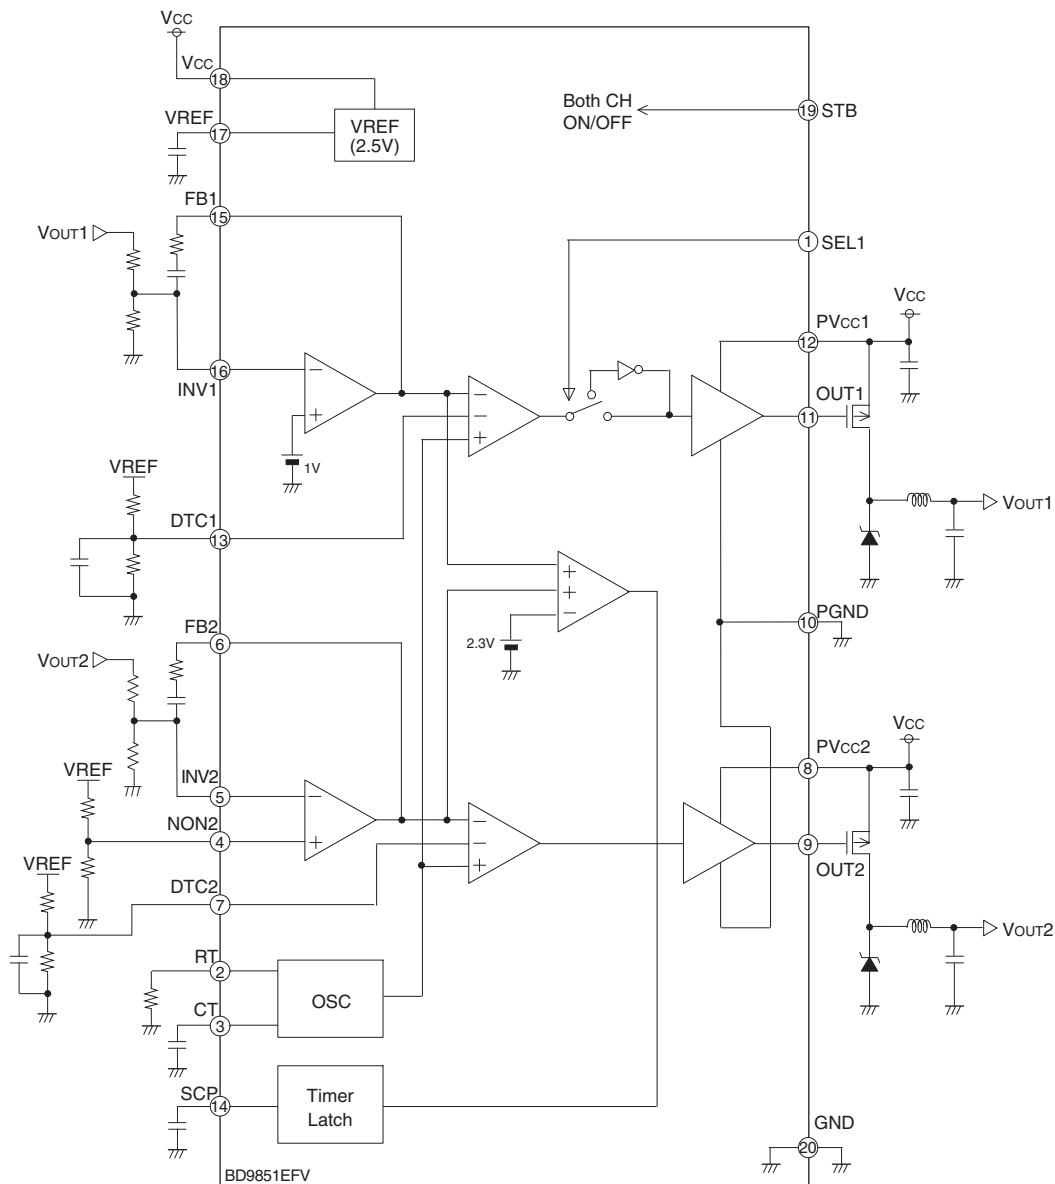 VCC
VCC
18
VREF
17
VREF
(2.5V)
Both CH
ON/OFF
19
STB
FB1
15
VOUT1
1
SEL1
VCC
PVCC1
12
16
INV1
−
+
1V
−
−
+
OUT1
11
VREF
DTC1
13
VOUT1
+
+
−
2.3V
PGND
10
FB2
6
VOUT2
VCC
PVCC2
8
VREF
INV2
5
NON2
4
−
+
−
−
+
9
OUT2
VREF
DTC2
7
VOUT2
RT
2
CT
3
OSC
SCP
14
Timer
Latch
GND
20
BD9851EFV